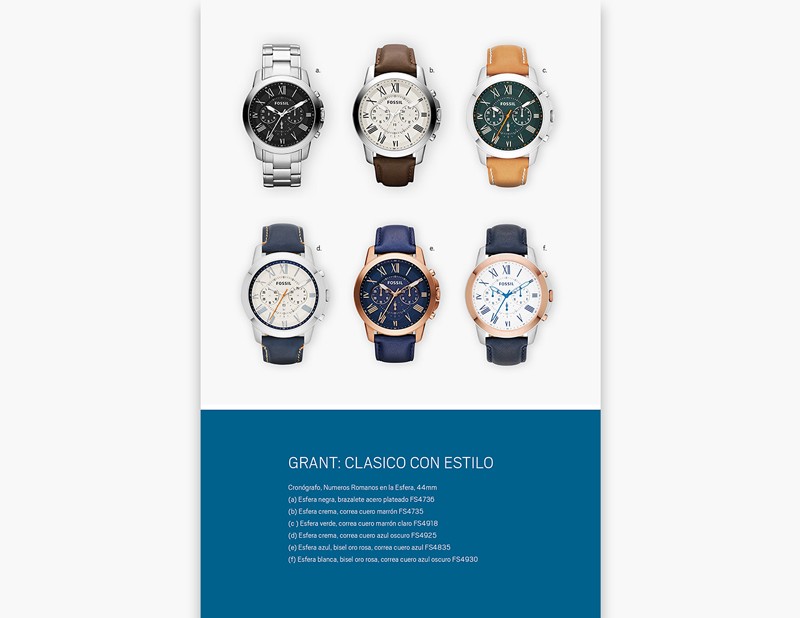 a.
b.
c.
FOSSIL
FOSSIL
FOSSIL
d.
e.
f.
FOSSIL
FOSSIL
FOSSIL
GRANT: CLASICO CON ESTILO
Cronógrafo, Numeros Romanos en la Esfera, 44mm
(a) Esfera negra, brazalete acero plateado FS4736
(b) Esfera crema, correa cuero marrón FS4735
(c ) Esfera verde, correa cuero marrón claro FS4918
(d) Esfera crema, correa cuero azul oscuro FS4925
(e) Esfera azul, bisel oro rosa, correa cuero azul FS4835
(f) Esfera blanca, bisel oro rosa, correa cuero azul oscuro FS4930